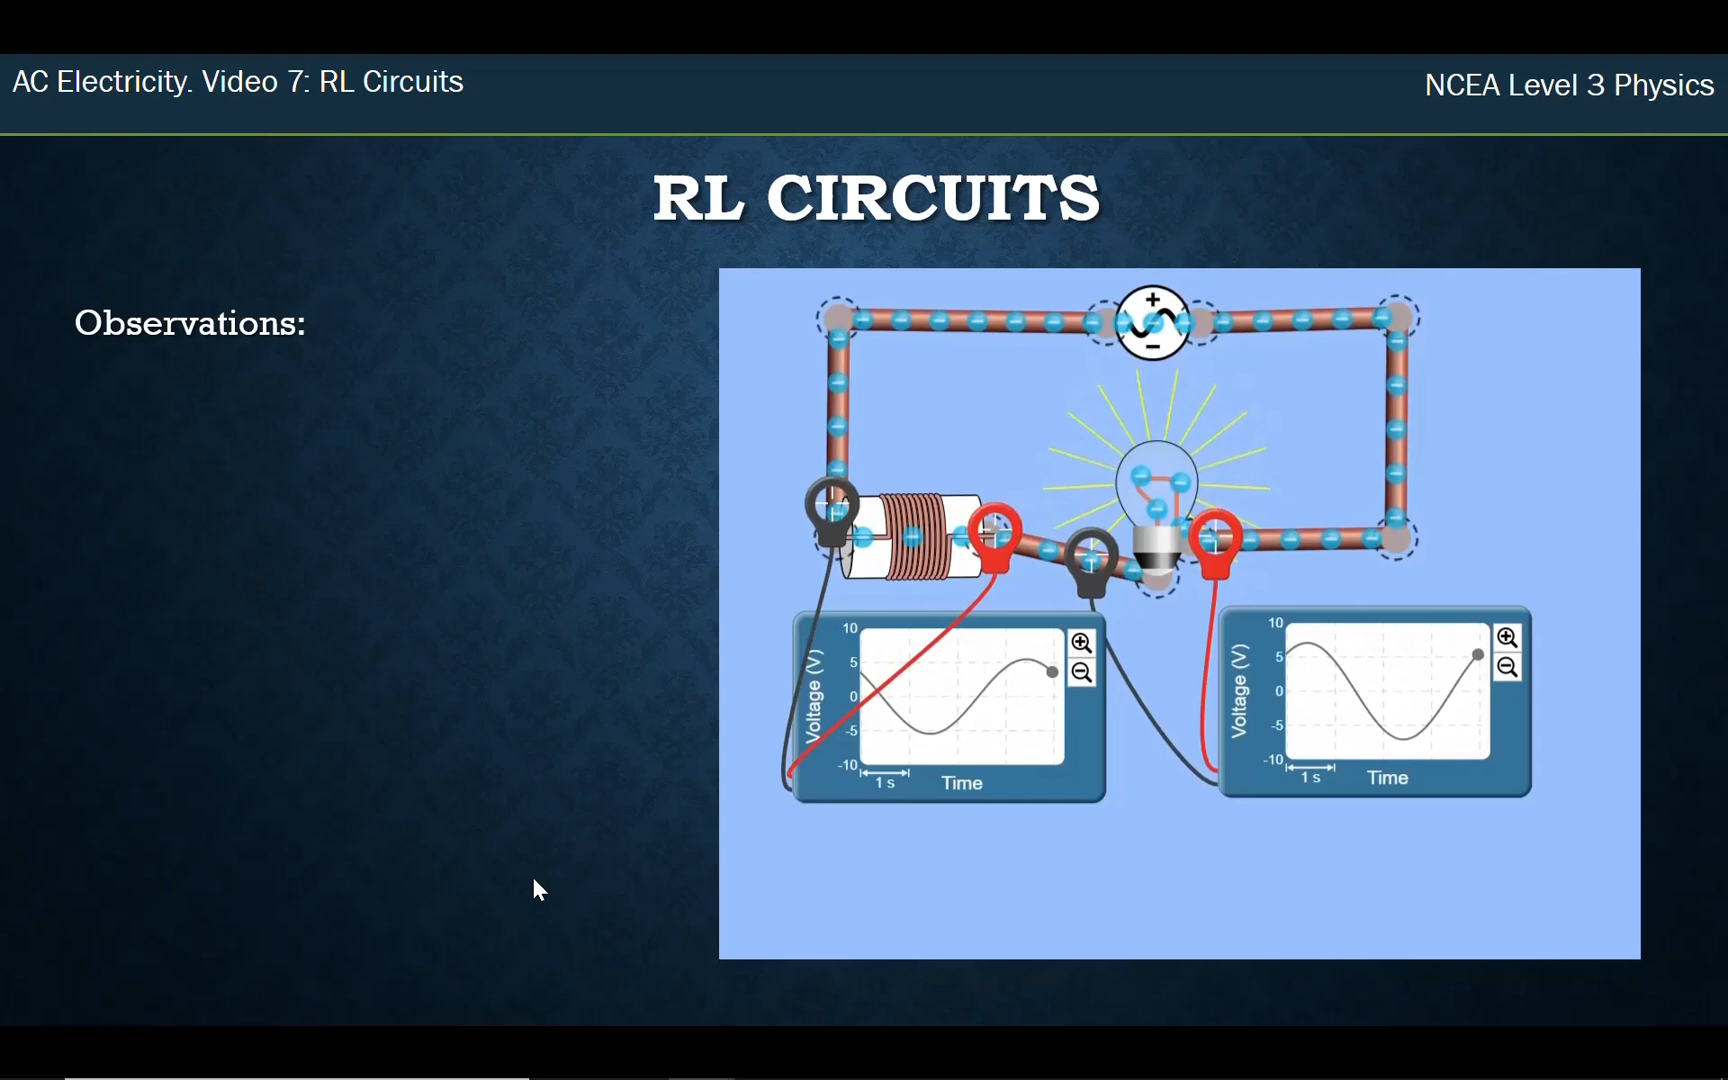 AC Electricity. Video 7: RL Circuits
NCEA Level 3 Physics
RL CIRCUITS
Observations:
+
−
Voltage (V)
10
5
0
-5
-10
1 s
Time
Voltage (V)
10
5
0
-5
-10
1 s
Time